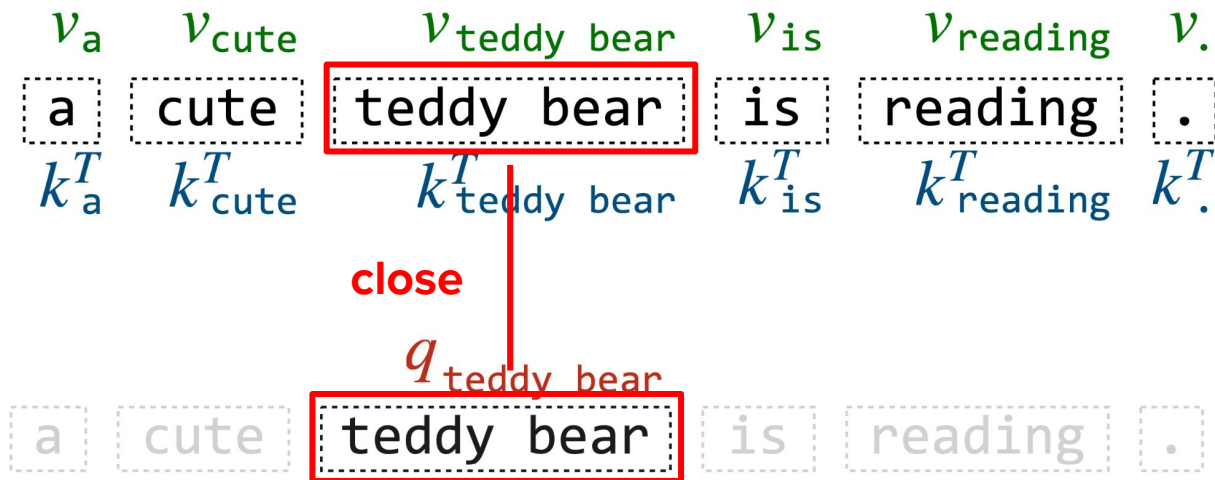 v_a v_cute v_teddy bear v_is v_reading v_.
a cute teddy bear is reading .
k^T_a k^T_cute k^T_teddy bear k^T_is k^T_reading k^T_.
close
q_teddy bear
a cute teddy bear is reading .